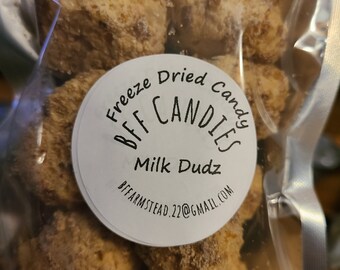 Freeze Dried Candy
BFF CANDIES
Milk Dudz
BFFARMSTEAD.22@GMAIL.COM